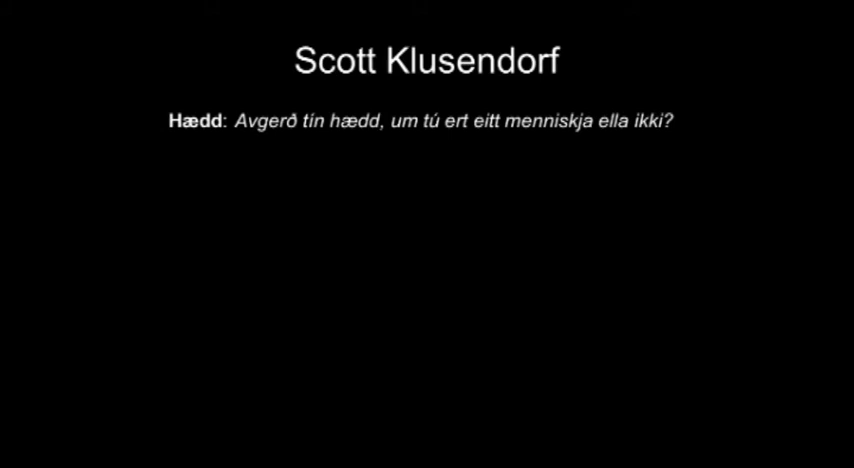 Scott Klusendorf
Hædd: Avgerð tín hædd, um tú ert eitt menniskja ella ikki?